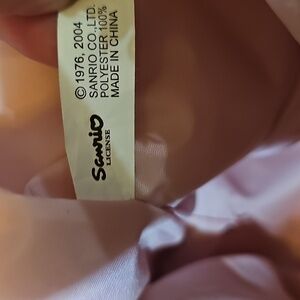 © 1976, 2004
SANRIO CO., LTD.
POLYESTER 100%
MADE IN CHINA
Sanrio
LICENSE